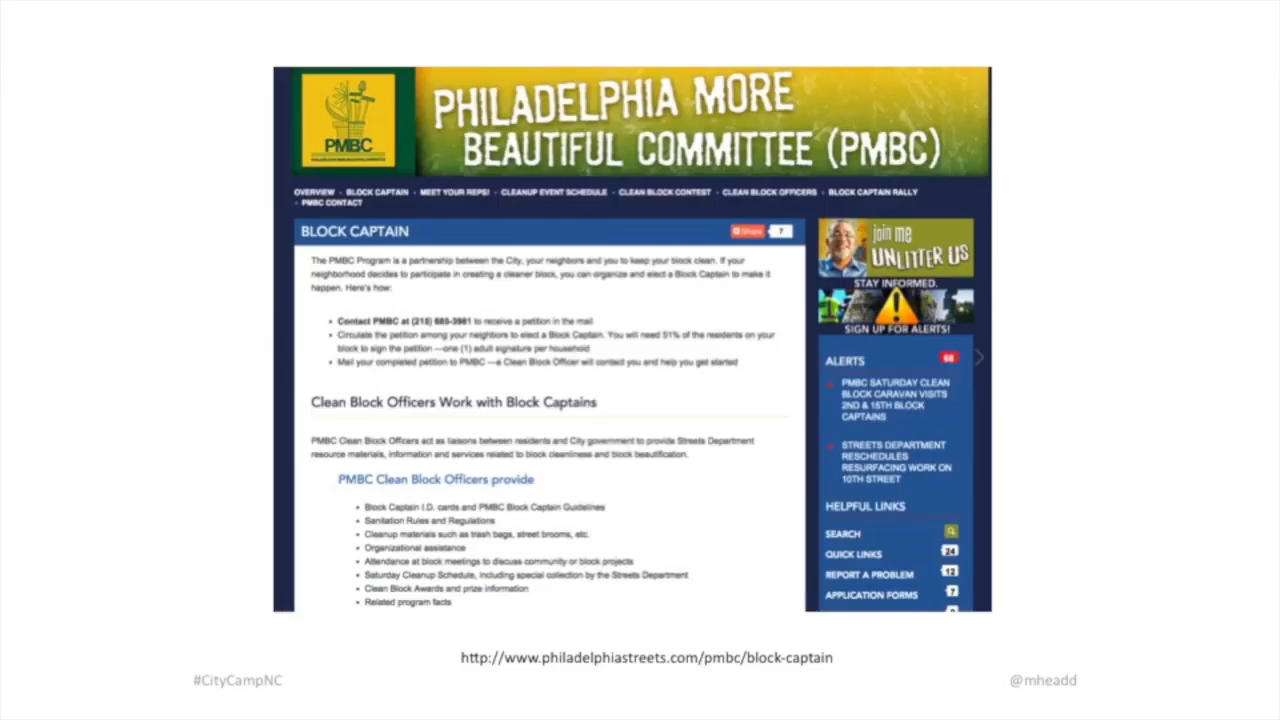 PHILADELPHIA MORE
BEAUTIFUL COMMITTEE (PMBC)
PMBC
OVERVIEW - BLOCK CAPTAIN - MEET YOUR REPS! - CLEANUP EVENT SCHEDULE - CLEAN BLOCK CONTEST - CLEAN BLOCK OFFICERS - BLOCK CAPTAIN RALLY
- PMBC CONTACT
BLOCK CAPTAIN
Share
7
The PMBC Program is a partnership between the City, your neighbors and you to keep your block clean. If your
neighborhood decides to participate in creating a cleaner block, you can organize and elect a Block Captain to make it
happen. Here's how:
• Contact PMBC at (215) 685-3981 to receive a petition in the mail
• Circulate the petition among your neighbors to elect a Block Captain. You will need 51% of the residents on your
block to sign the petition —one (1) adult signature per household
• Mail your completed petition to PMBC —a Clean Block Officer will contact you and help you get started
Clean Block Officers Work with Block Captains
PMBC Clean Block Officers act as liaisons between residents and City government to provide Streets Department
resource materials, information and services related to block cleanliness and block beautification.
PMBC Clean Block Officers provide
• Block Captain I.D. cards and PMBC Block Captain Guidelines
• Sanitation Rules and Regulations
• Cleanup materials such as trash bags, street brooms, etc.
• Organizational assistance
• Attendance at block meetings to discuss community or block projects
• Saturday Cleanup Schedule, including special collection by the Streets Department
• Clean Block Awards and prize information
• Related program facts
join me
UNLITTER US
STAY INFORMED.
SIGN UP FOR ALERTS!
ALERTS
68
PMBC SATURDAY CLEAN
BLOCK CARAVAN VISITS
2ND & 15TH BLOCK
CAPTAINS
STREETS DEPARTMENT
RESCHEDULES
RESURFACING WORK ON
10TH STREET
HELPFUL LINKS
SEARCH
QUICK LINKS 24
REPORT A PROBLEM 12
APPLICATION FORMS 7
http://www.philadelphiastreets.com/pmbc/block-captain
#CityCampNC
@mheadd